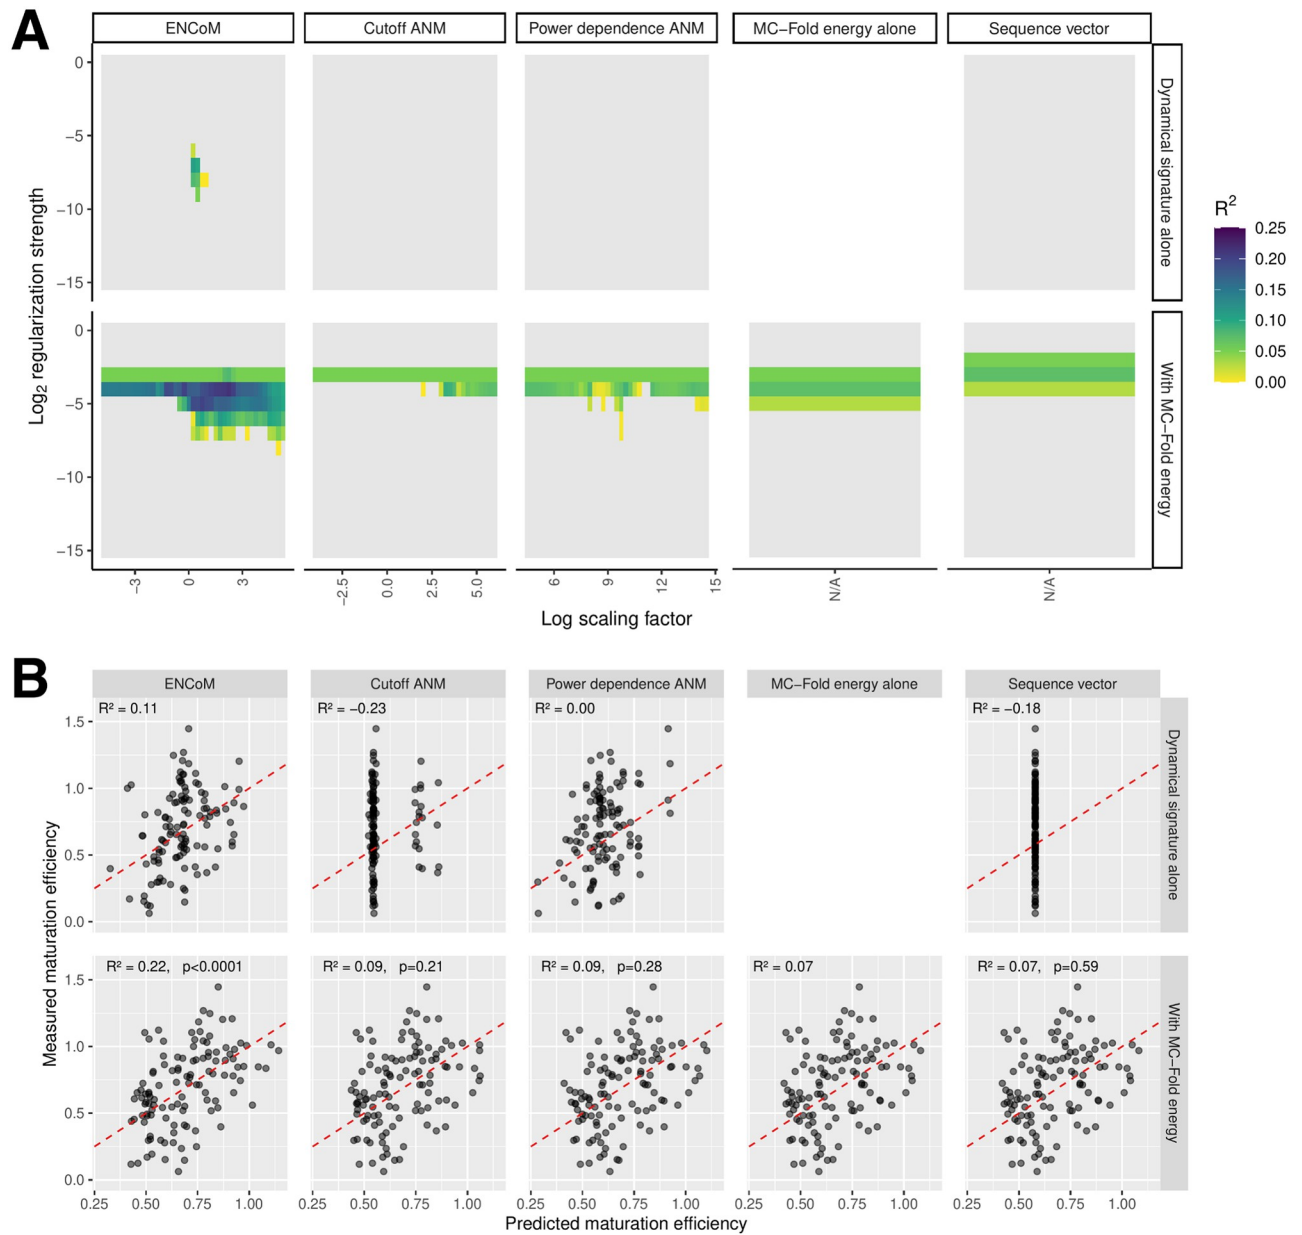 A
ENCoM
Cutoff ANM
Power dependence ANM
MC−Fold energy alone
Sequence vector
0
−5
−10
−15
0
−5
−10
−15
Log2 regularization strength
Dynamical signature alone
With MC−Fold energy
R²
0.25
0.20
0.15
0.10
0.05
0.00
−3 0 3
−2.5 0.0 2.5 5.0
6 9 12 15
N/A
N/A
Log scaling factor
B
ENCoM
Cutoff ANM
Power dependence ANM
MC−Fold energy alone
Sequence vector
R² = 0.11
R² = −0.23
R² = 0.00
R² = −0.18
1.5
1.0
0.5
0.0
Dynamical signature alone
Measured maturation efficiency
R² = 0.22, p<0.0001
R² = 0.09, p=0.21
R² = 0.09, p=0.28
R² = 0.07
R² = 0.07, p=0.59
1.5
1.0
0.5
0.0
With MC−Fold energy
0.25 0.50 0.75 1.00
0.25 0.50 0.75 1.00
0.25 0.50 0.75 1.00
0.25 0.50 0.75 1.00
0.25 0.50 0.75 1.00
Predicted maturation efficiency